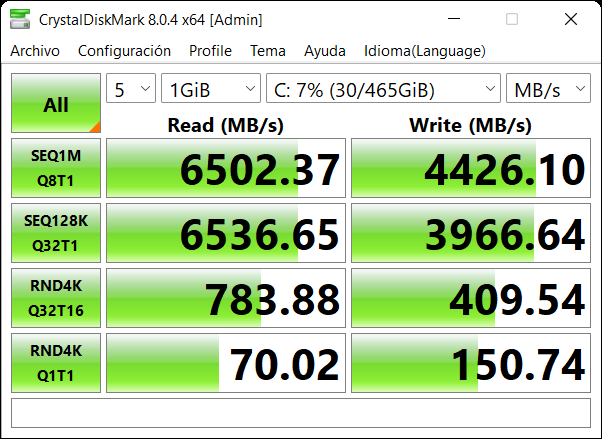 CrystalDiskMark 8.0.4 x64 [Admin]
Archivo Configuración Profile Tema Ayuda Idioma(Language)
All 5 1GiB C: 7% (30/465GiB) MB/s
Read (MB/s) Write (MB/s)
SEQ1M
Q8T1 6502.37 4426.10
SEQ128K
Q32T1 6536.65 3966.64
RND4K
Q32T16 783.88 409.54
RND4K
Q1T1 70.02 150.74